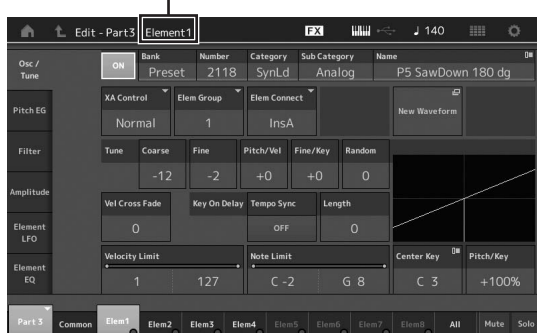 Edit - Part3 Element1 FX 140
Osc / Tune
ON
Bank Preset
Number 2118
Category SynLd
Sub Category Analog
Name P5 SawDown 180 dg
Pitch EG
XA Control Normal
Elem Group 1
Elem Connect InsA
New Waveform
Filter
Tune
Coarse -12
Fine -2
Pitch/Vel +0
Fine/Key +0
Random 0
Amplitude
Vel Cross Fade 0
Key On Delay
Tempo Sync OFF
Length 0
Element LFO
Element EQ
Velocity Limit 1 127
Note Limit C -2 G 8
Center Key C 3
Pitch/Key +100%
Part 3 Common Elem1 Elem2 Elem3 Elem4 Elem5 Elem6 Elem7 Elem8 All Mute Solo